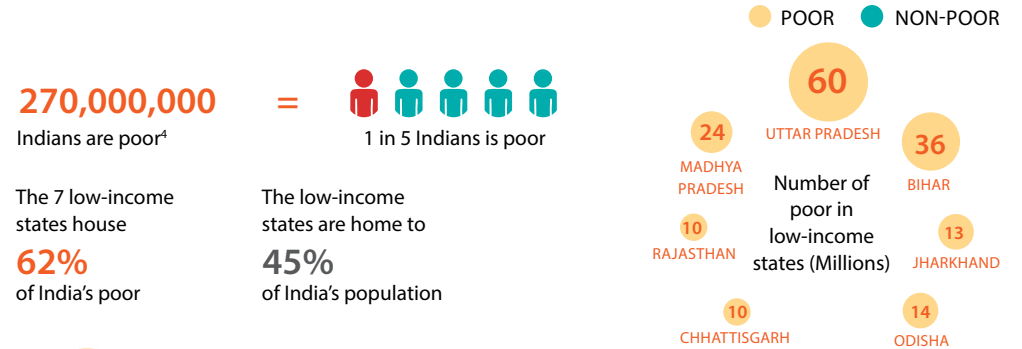 POOR
NON-POOR
270,000,000
=
Indians are poor⁴
1 in 5 Indians is poor
The 7 low-income
states house
62%
of India's poor
The low-income
states are home to
45%
of India's population
60
UTTAR PRADESH
24
MADHYA
PRADESH
36
BIHAR
Number of
poor in
low-income
states (Millions)
10
RAJASTHAN
13
JHARKHAND
10
CHHATTISGARH
14
ODISHA